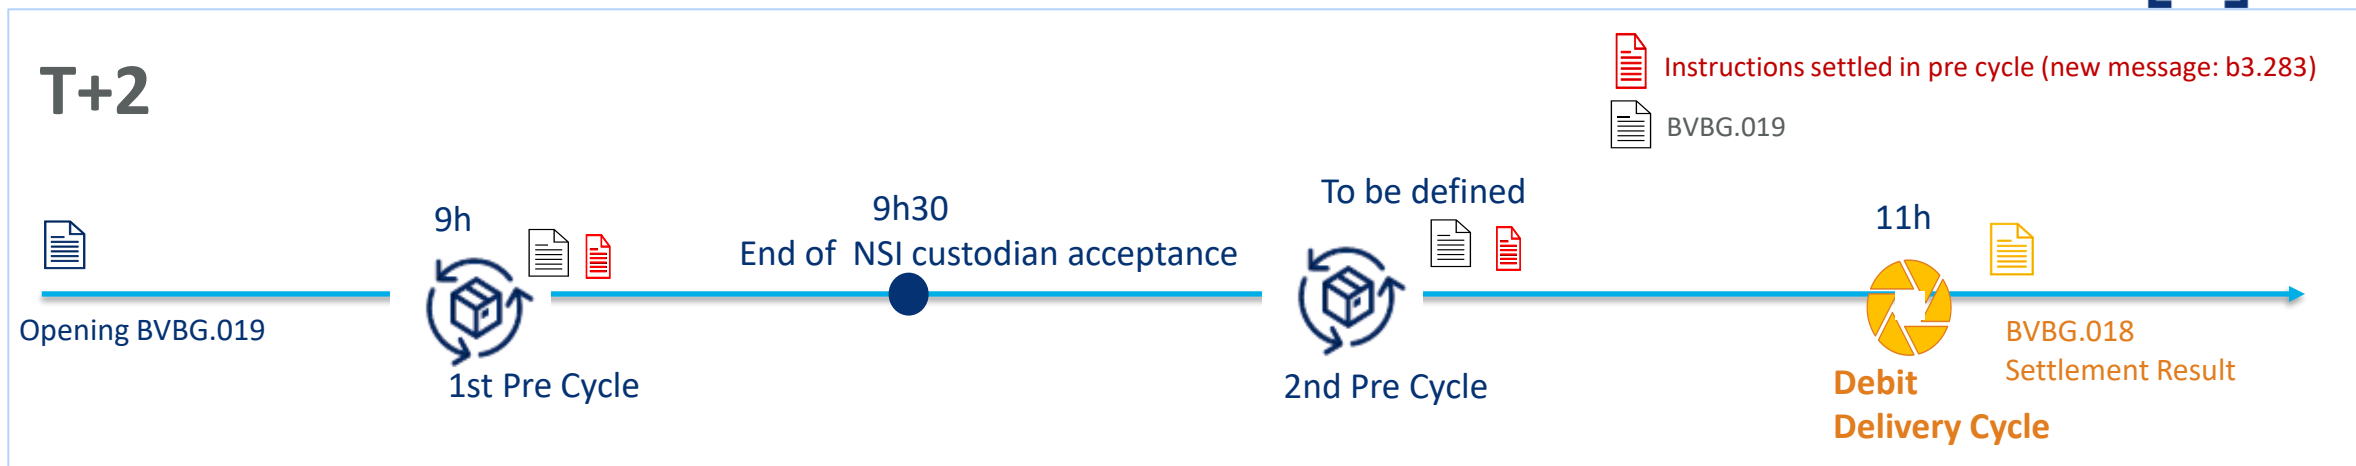 T+2
Instructions settled in pre cycle (new message: b3.283)
BVBG.019
Opening BVBG.019
9h
1st Pre Cycle
9h30
End of  NSI custodian acceptance
To be defined
2nd Pre Cycle
11h
Debit
Delivery Cycle
BVBG.018
Settlement Result